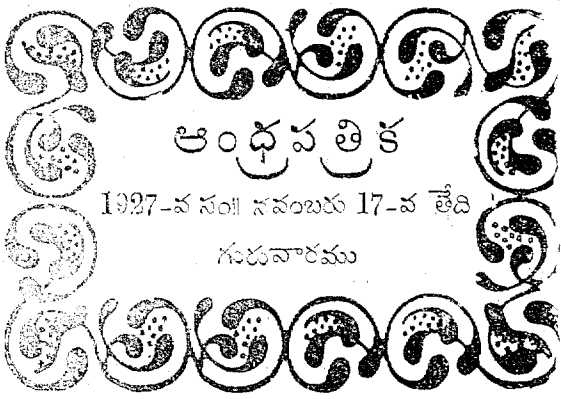 ఆంధ్రపత్రిక
1927-వ సం॥ నవంబరు 17-వ తేది
గురువారము